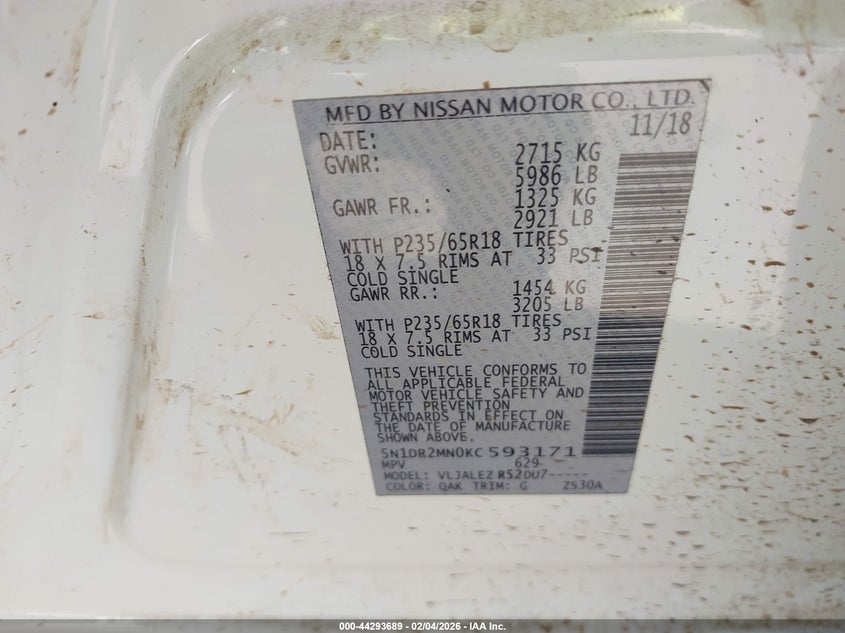 MFD BY NISSAN MOTOR CO., LTD.
DATE: 11/18
GVWR: 2715 KG
5986 LB
GAWR FR.: 1325 KG
2921 LB
WITH P235/65R18 TIRES
18 X 7.5 RIMS AT 33 PSI
COLD SINGLE
GAWR RR.: 1454 KG
3205 LB
WITH P235/65R18 TIRES
18 X 7.5 RIMS AT 33 PSI
COLD SINGLE
THIS VEHICLE CONFORMS TO
ALL APPLICABLE FEDERAL
MOTOR VEHICLE SAFETY AND
THEFT PREVENTION
STANDARDS IN EFFECT ON
THE DATE OF MANUFACTURE
SHOWN ABOVE.
5N1DR2MN0KC593171
MPV 629-
MODEL: VLJALEZ R52DU7-----
COLOR: QAK TRIM: G ZS30A
000-44293689 - 02/04/2026 - IAA Inc.